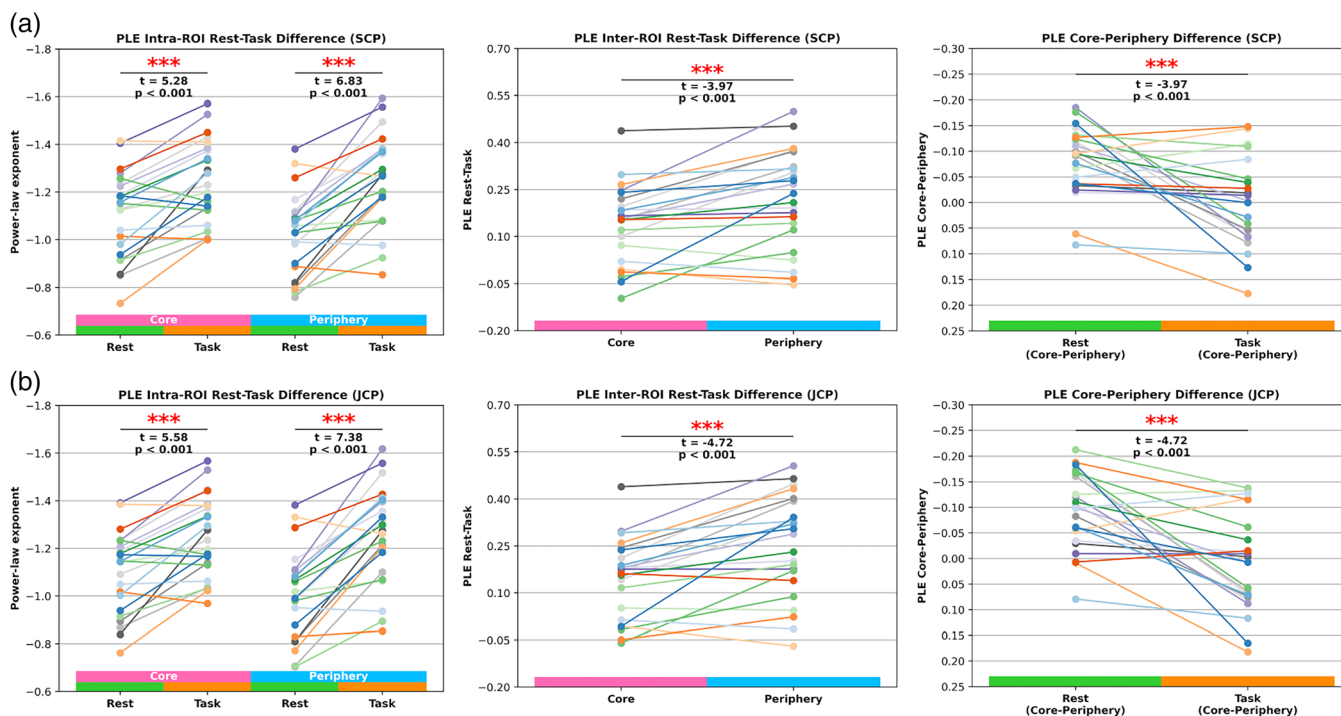 (a)
PLE Intra-ROI Rest-Task Difference (SCP)
Power-law exponent
−1.8
−1.6
−1.4
−1.2
−1.0
−0.8
−0.6
***
t = 5.28
p < 0.001
***
t = 6.83
p < 0.001
Core
Periphery
Rest
Task
Rest
Task
PLE Inter-ROI Rest-Task Difference (SCP)
PLE Rest-Task
0.70
0.55
0.40
0.25
0.10
−0.05
−0.20
***
t = -3.97
p < 0.001
Core
Periphery
PLE Core-Periphery Difference (SCP)
PLE Core-Periphery
−0.30
−0.25
−0.20
−0.15
−0.10
−0.05
0.00
0.05
0.10
0.15
0.20
0.25
***
t = -3.97
p < 0.001
Rest
(Core-Periphery)
Task
(Core-Periphery)
(b)
PLE Intra-ROI Rest-Task Difference (JCP)
Power-law exponent
−1.8
−1.6
−1.4
−1.2
−1.0
−0.8
−0.6
***
t = 5.58
p < 0.001
***
t = 7.38
p < 0.001
Core
Periphery
Rest
Task
Rest
Task
PLE Inter-ROI Rest-Task Difference (JCP)
PLE Rest-Task
0.70
0.55
0.40
0.25
0.10
−0.05
−0.20
***
t = -4.72
p < 0.001
Core
Periphery
PLE Core-Periphery Difference (JCP)
PLE Core-Periphery
−0.30
−0.25
−0.20
−0.15
−0.10
−0.05
0.00
0.05
0.10
0.15
0.20
0.25
***
t = -4.72
p < 0.001
Rest
(Core-Periphery)
Task
(Core-Periphery)